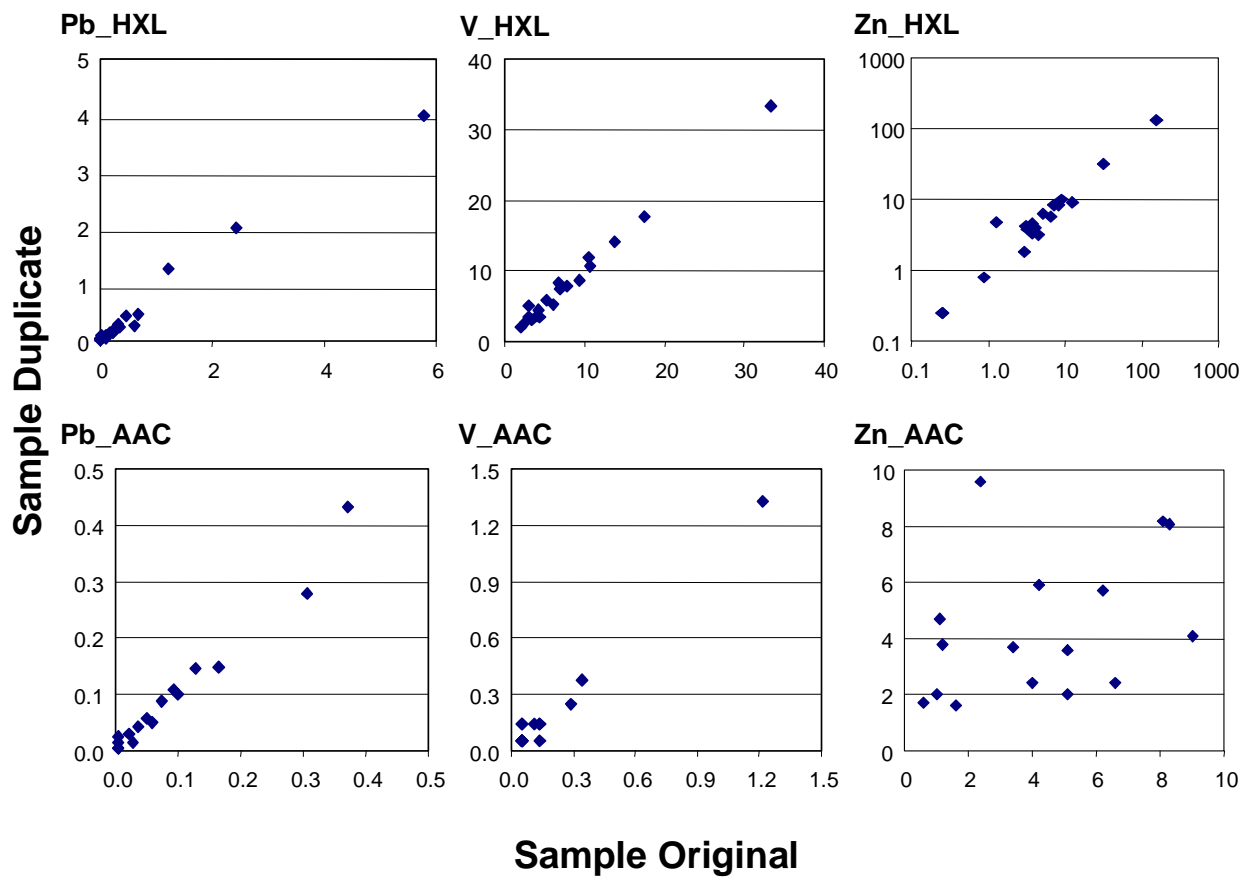 Pb_HXL
5
4
3
2
1
0
0 2 4 6
V_HXL
40
30
20
10
0
0 10 20 30 40
Zn_HXL
1000
100
10
1
0.1
0.1 1.0 10 100 1000
Pb_AAC
0.5
0.4
0.3
0.2
0.1
0.0
0.0 0.1 0.2 0.3 0.4 0.5
V_AAC
1.5
1.2
0.9
0.6
0.3
0.0
0.0 0.3 0.6 0.9 1.2 1.5
Zn_AAC
10
8
6
4
2
0
0 2 4 6 8 10
Sample Duplicate
Sample Original